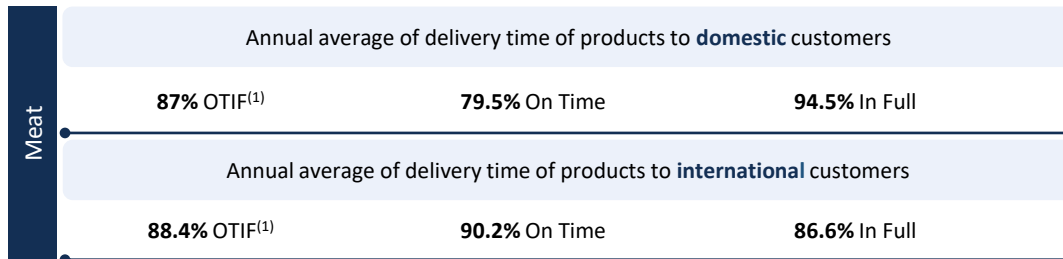 Meat
Annual average of delivery time of products to domestic customers
87% OTIF(1) 79.5% On Time 94.5% In Full
Annual average of delivery time of products to international customers
88.4% OTIF(1) 90.2% On Time 86.6% In Full